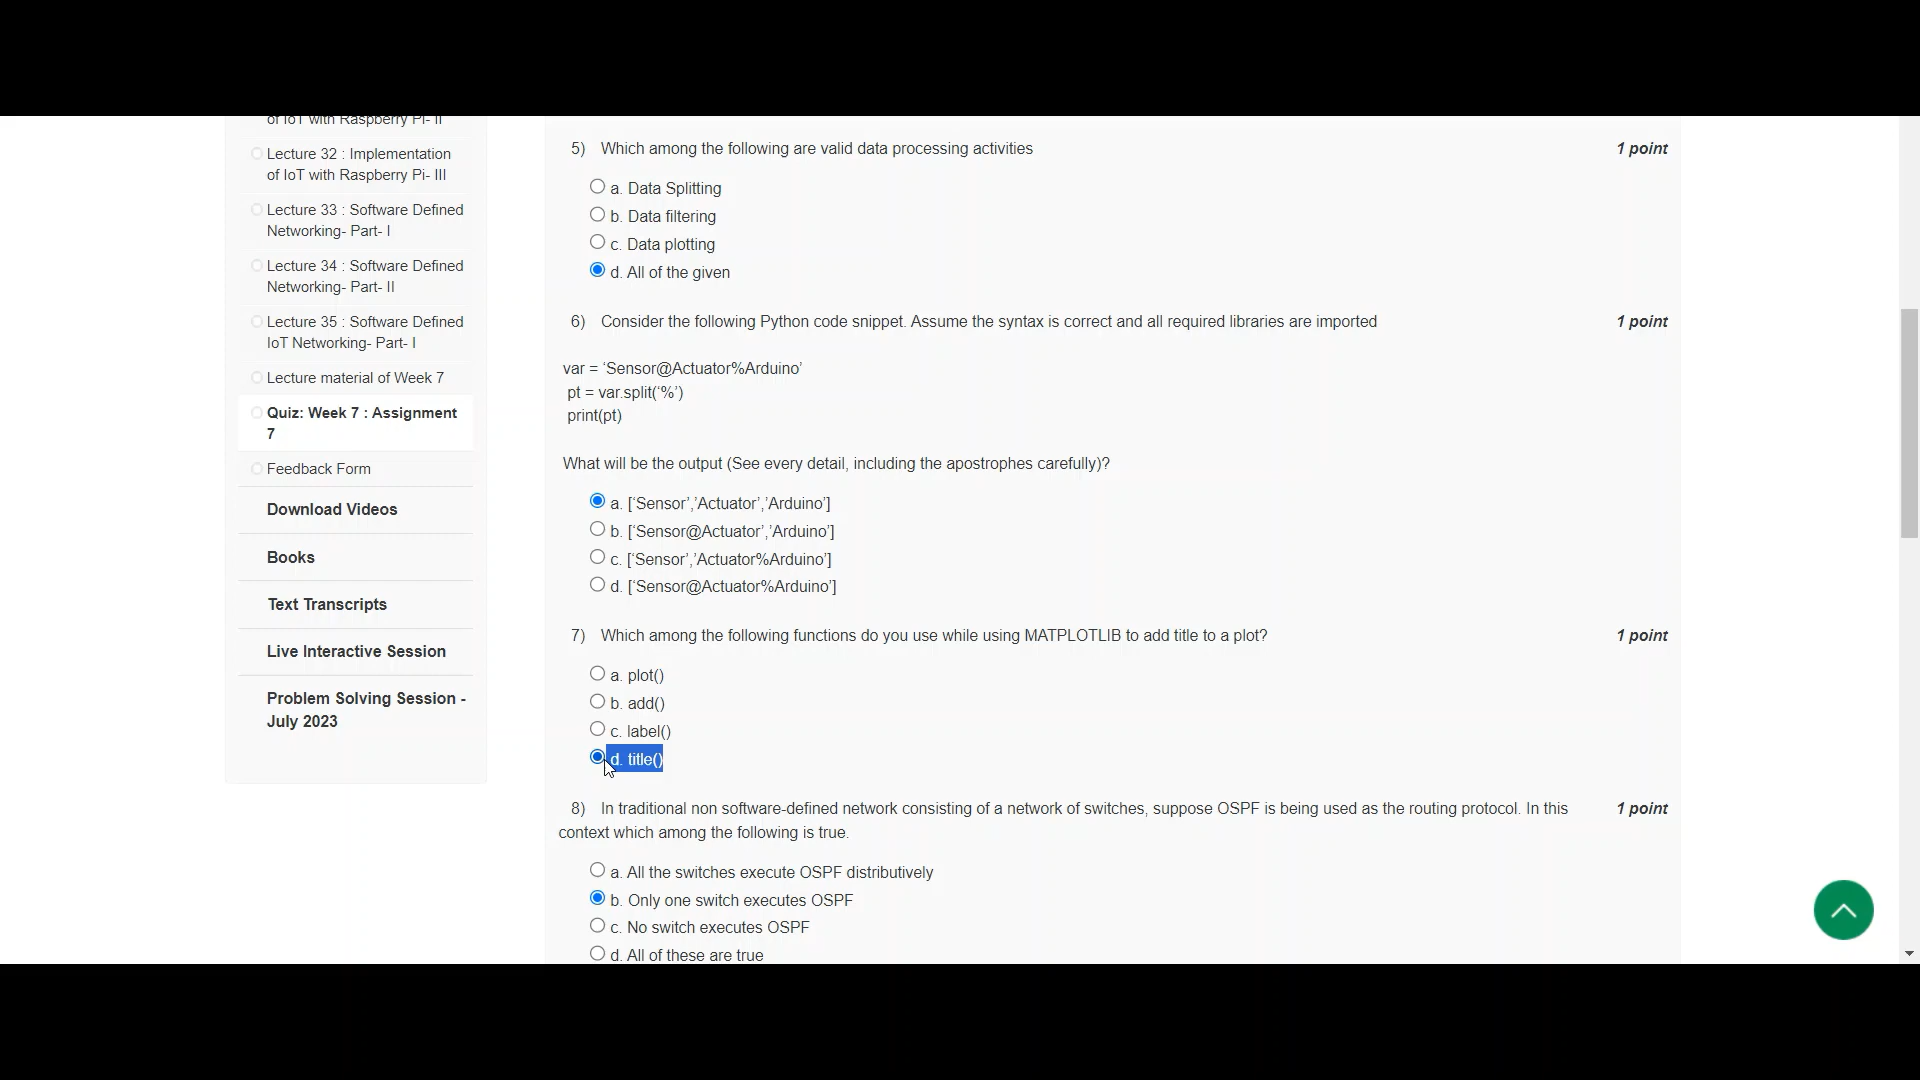 of IoT with Raspberry Pi- II
Lecture 32 : Implementation
of IoT with Raspberry Pi- III
Lecture 33 : Software Defined
Networking- Part- I
Lecture 34 : Software Defined
Networking- Part- II
Lecture 35 : Software Defined
IoT Networking- Part- I
Lecture material of Week 7
Quiz: Week 7 : Assignment
7
Feedback Form
Download Videos
Books
Text Transcripts
Live Interactive Session
Problem Solving Session -
July 2023
5) Which among the following are valid data processing activities 1 point
a. Data Splitting
b. Data filtering
c. Data plotting
d. All of the given
6) Consider the following Python code snippet. Assume the syntax is correct and all required libraries are imported 1 point
var = ‘Sensor@Actuator%Arduino’
pt = var.split(‘%’)
print(pt)
What will be the output (See every detail, including the apostrophes carefully)?
a. [‘Sensor’,’Actuator’,’Arduino’]
b. [‘Sensor@Actuator’,’Arduino’]
c. [‘Sensor’,’Actuator%Arduino’]
d. [‘Sensor@Actuator%Arduino’]
7) Which among the following functions do you use while using MATPLOTLIB to add title to a plot? 1 point
a. plot()
b. add()
c. label()
d. title()
8) In traditional non software-defined network consisting of a network of switches, suppose OSPF is being used as the routing protocol. In this 1 point
context which among the following is true.
a. All the switches execute OSPF distributively
b. Only one switch executes OSPF
c. No switch executes OSPF
d. All of these are true